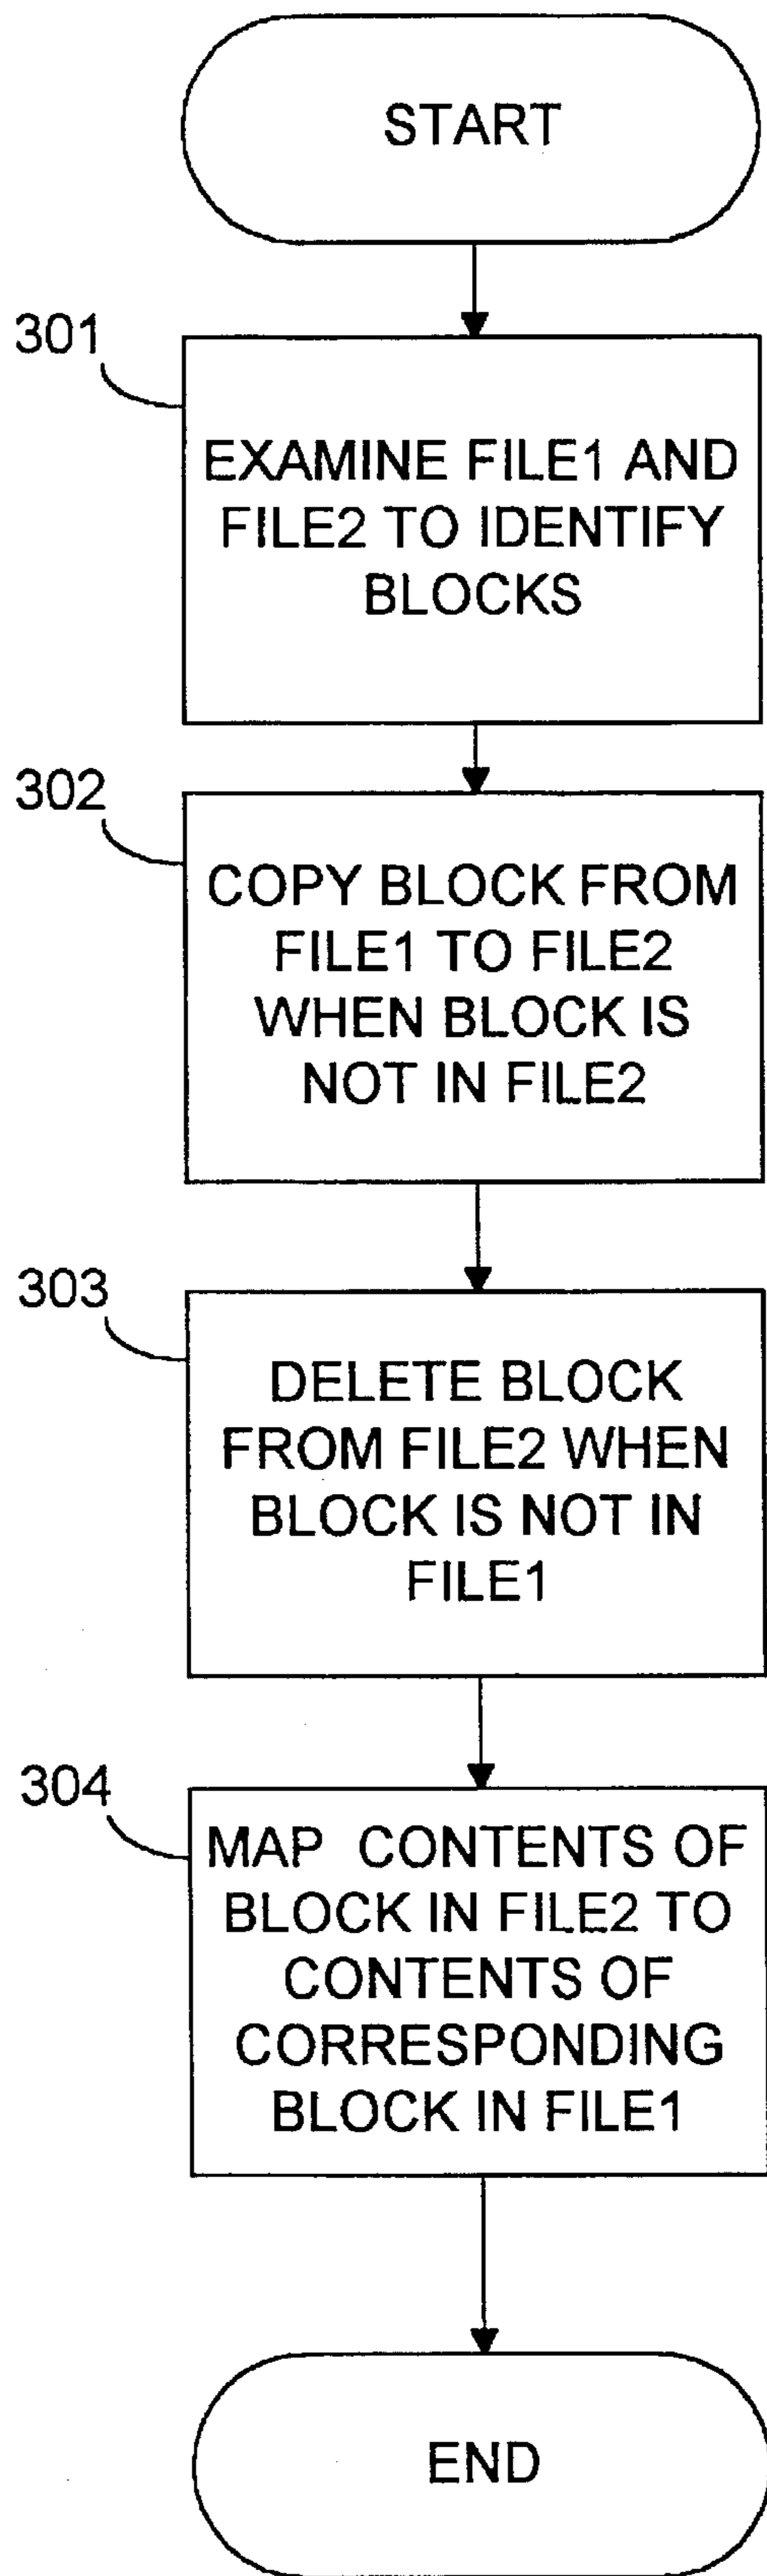 START
301
EXAMINE FILE1 AND
FILE2 TO IDENTIFY
BLOCKS
302
COPY BLOCK FROM
FILE1 TO FILE2
WHEN BLOCK IS
NOT IN FILE2
303
DELETE BLOCK
FROM FILE2 WHEN
BLOCK IS NOT IN
FILE1
304
MAP CONTENTS OF
BLOCK IN FILE2 TO
CONTENTS OF
CORRESPONDING
BLOCK IN FILE1
END